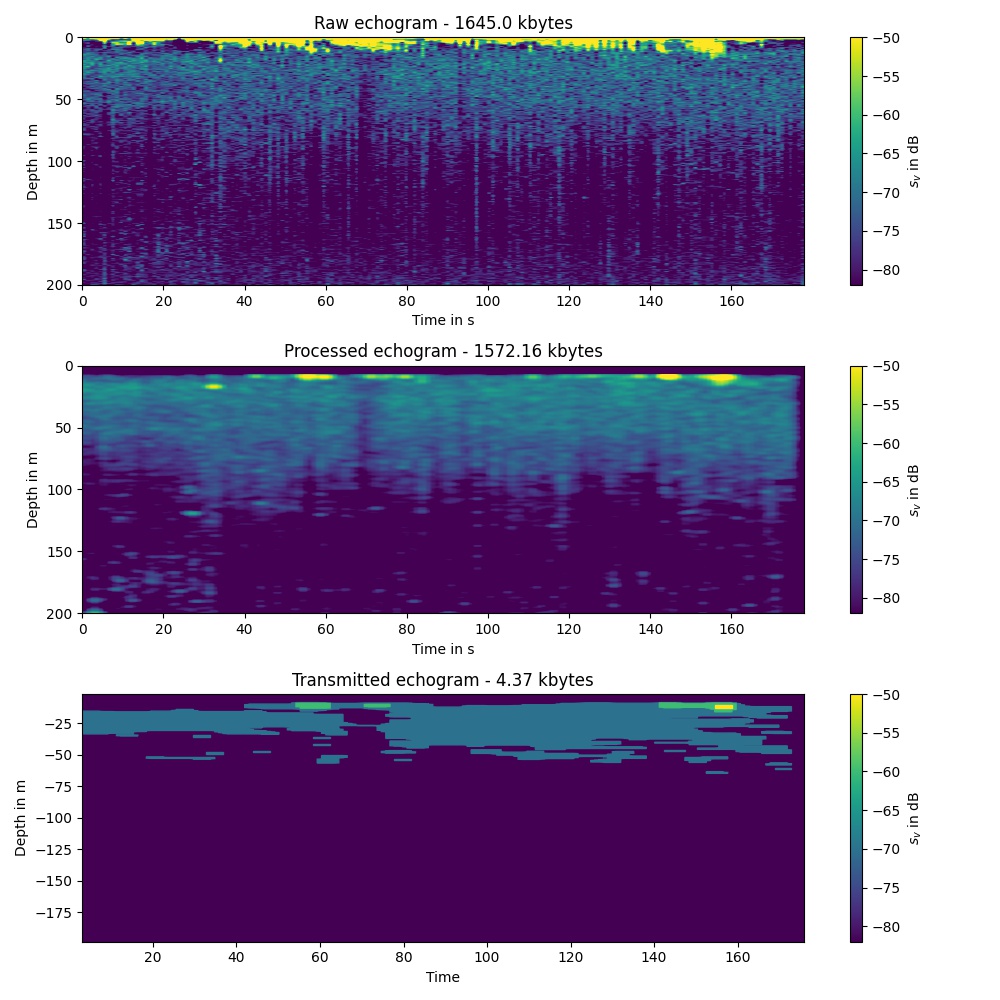 Raw echogram - 1645.0 kbytes
0
50
100
150
200
Depth in m
0 20 40 60 80 100 120 140 160
Time in s
−50
−55
−60
−65
−70
−75
−80
sv in dB
Processed echogram - 1572.16 kbytes
0
50
100
150
200
Depth in m
0 20 40 60 80 100 120 140 160
Time in s
−50
−55
−60
−65
−70
−75
−80
sv in dB
Transmitted echogram - 4.37 kbytes
−25
−50
−75
−100
−125
−150
−175
Depth in m
20 40 60 80 100 120 140 160
Time
−50
−55
−60
−65
−70
−75
−80
sv in dB